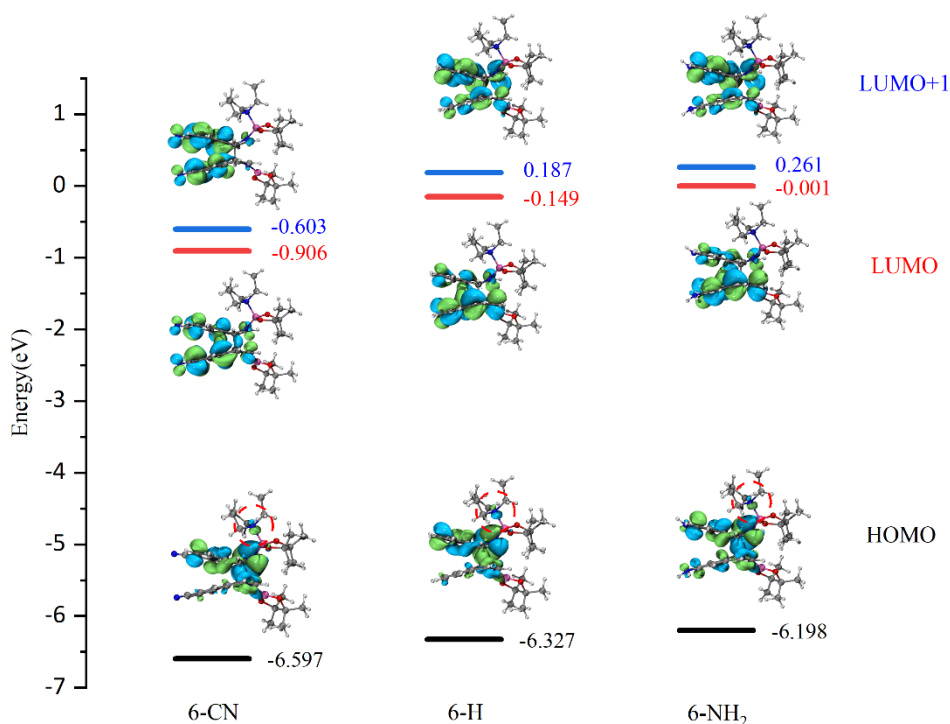 LUMO+1
1
0
-1
-2
-3
-4
-5
-6
-7
Energy(eV)
0.187
-0.149
0.261
-0.001
-0.603
-0.906
LUMO
HOMO
-6.597
-6.327
-6.198
6-CN
6-H
6-NH₂